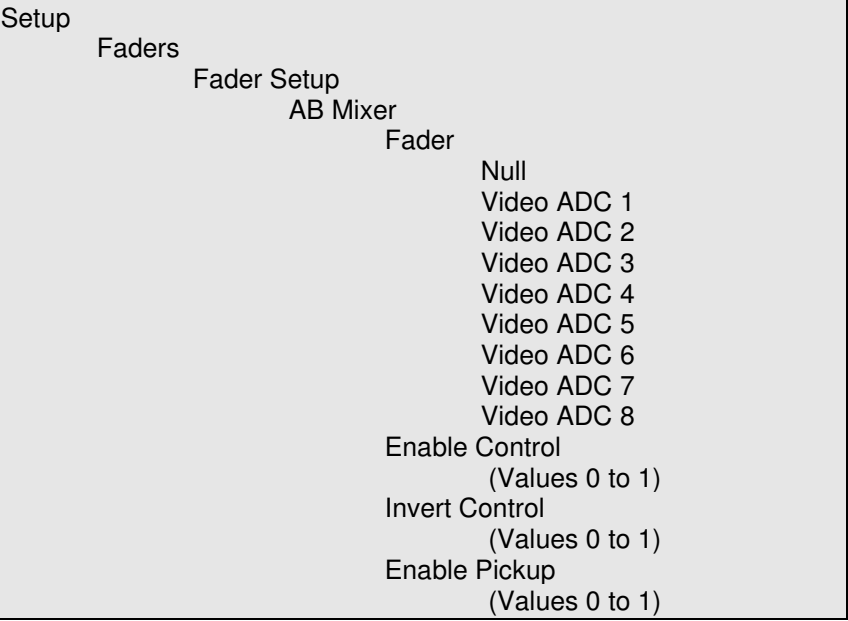 Setup
Faders
Fader Setup
AB Mixer
Fader
Null
Video ADC 1
Video ADC 2
Video ADC 3
Video ADC 4
Video ADC 5
Video ADC 6
Video ADC 7
Video ADC 8
Enable Control
(Values 0 to 1)
Invert Control
(Values 0 to 1)
Enable Pickup
(Values 0 to 1)